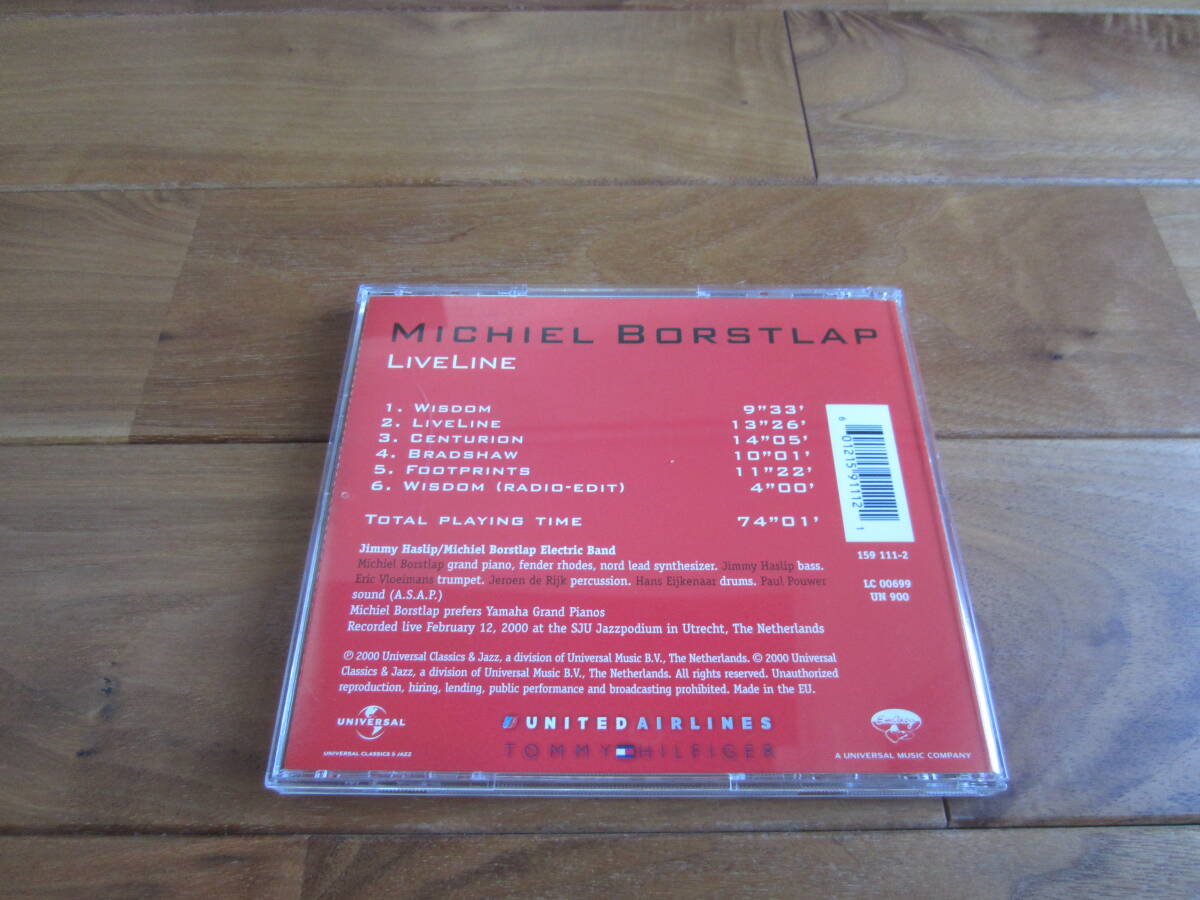 MICHIEL BORSTLAP
LIVELINE
1. WISDOM 9"33'
2. LIVELINE 13"26'
3. CENTURION 14"05'
4. BRADSHAW 10"01'
5. FOOTPRINTS 11"22'
6. WISDOM (RADIO-EDIT) 4"00'
TOTAL PLAYING TIME 74"01'
6 01215 91112 1
159 111-2
LC 00699
UN 900
Jimmy Haslip/Michiel Borstlap Electric Band
Michiel Borstlap grand piano, fender rhodes, nord lead synthesizer. Jimmy Haslip bass.
Eric Vloeimans trumpet. Jeroen de Rijk percussion. Hans Eijkenaar drums. Paul Pouwer
sound (A.S.A.P.)
Michiel Borstlap prefers Yamaha Grand Pianos
Recorded live February 12, 2000 at the SJU Jazzpodium in Utrecht, The Netherlands
℗ 2000 Universal Classics & Jazz, a division of Universal Music B.V., The Netherlands. © 2000 Universal
Classics & Jazz, a division of Universal Music B.V., The Netherlands. All rights reserved. Unauthorized
reproduction, hiring, lending, public performance and broadcasting prohibited. Made in the EU.
UNIVERSAL
UNIVERSAL CLASSICS & JAZZ
UNITED AIRLINES
TOMMY HILFIGER
EmArcy
A UNIVERSAL MUSIC COMPANY